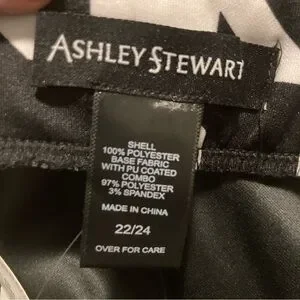 ASHLEY STEWART
SHELL
100% POLYESTER
BASE FABRIC
WITH PU COATED
COMBO
97% POLYESTER
3% SPANDEX
MADE IN CHINA
22/24
OVER FOR CARE